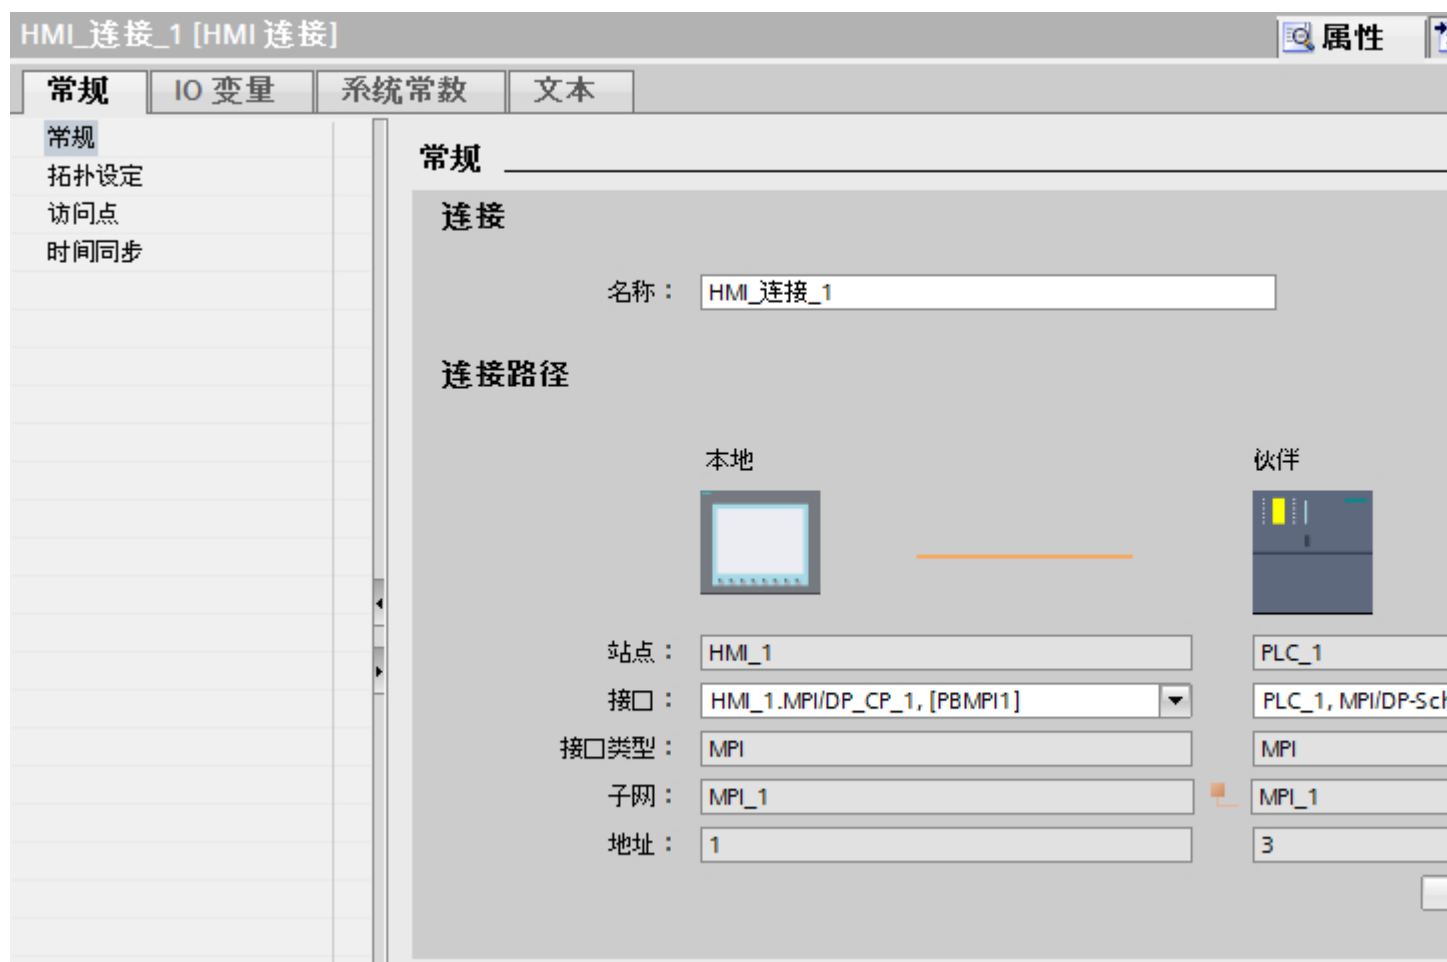 HMI_连接_1 [HMI 连接]
属性
常规 IO 变量 系统常数 文本
常规
拓扑设定
访问点
时间同步
常规
连接
名称： HMI_连接_1
连接路径
本地 伙伴
站点： HMI_1 PLC_1
接口： HMI_1.MPI/DP_CP_1, [PBMPI1] PLC_1, MPI/DP-Sch
接口类型： MPI MPI
子网： MPI_1 MPI_1
地址： 1 3